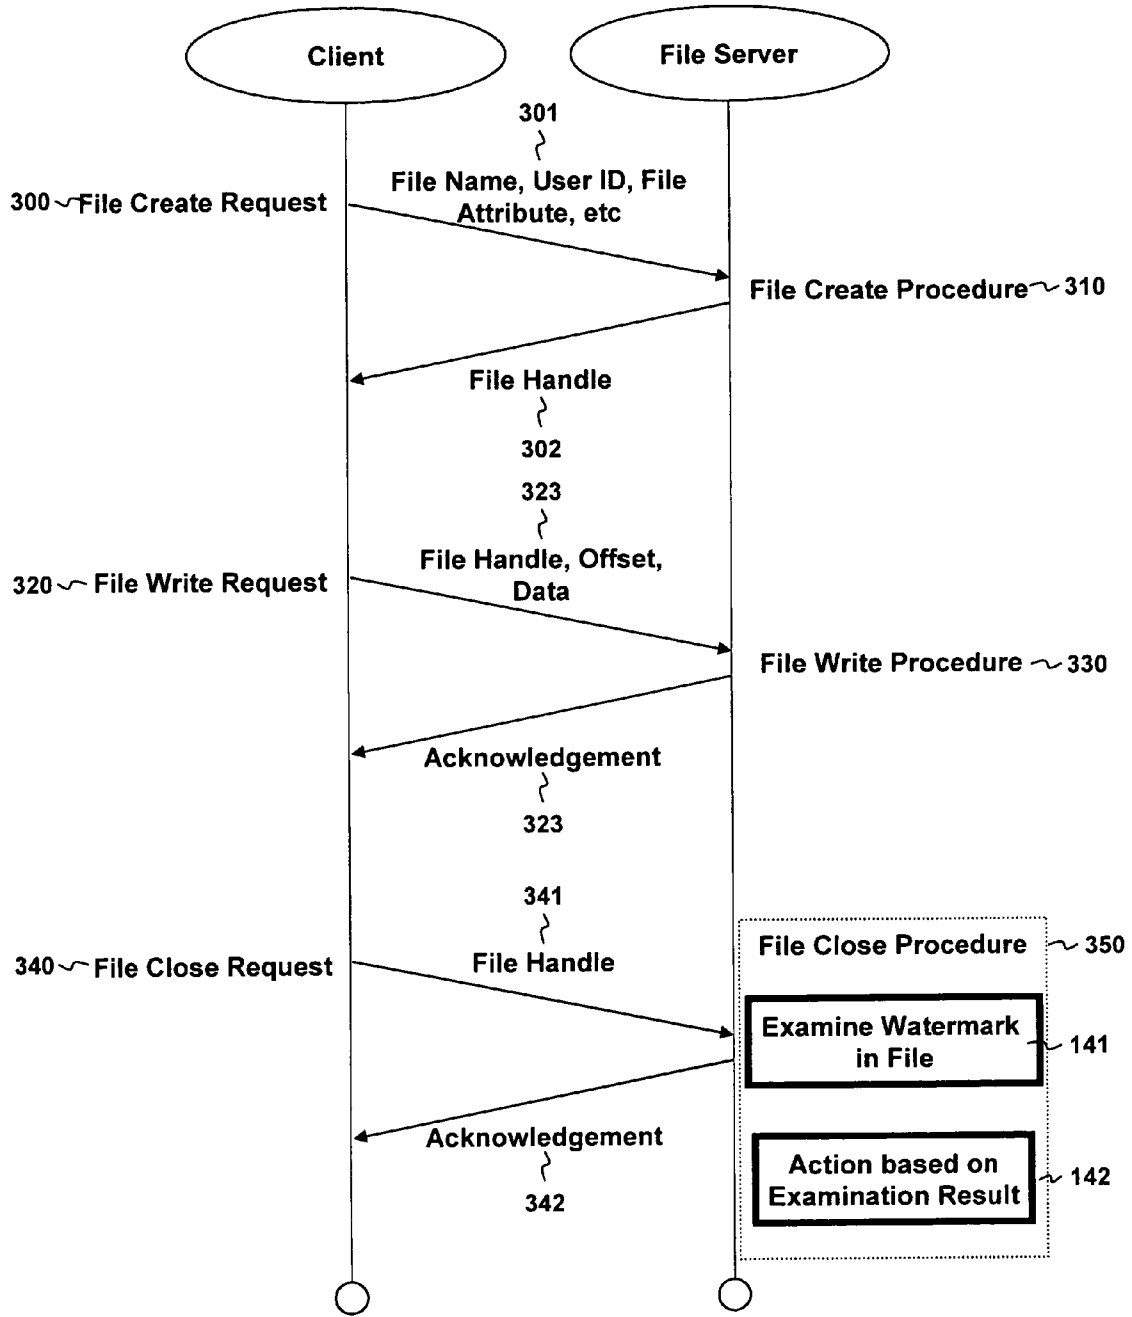 Client
File Server
301
File Name, User ID, File
Attribute, etc
300
File Create Request
File Create Procedure
310
File Handle
302
323
File Handle, Offset,
Data
320
File Write Request
File Write Procedure
330
Acknowledgement
323
341
File Handle
340
File Close Request
File Close Procedure
350
Examine Watermark
in File
141
Acknowledgement
342
Action based on
Examination Result
142